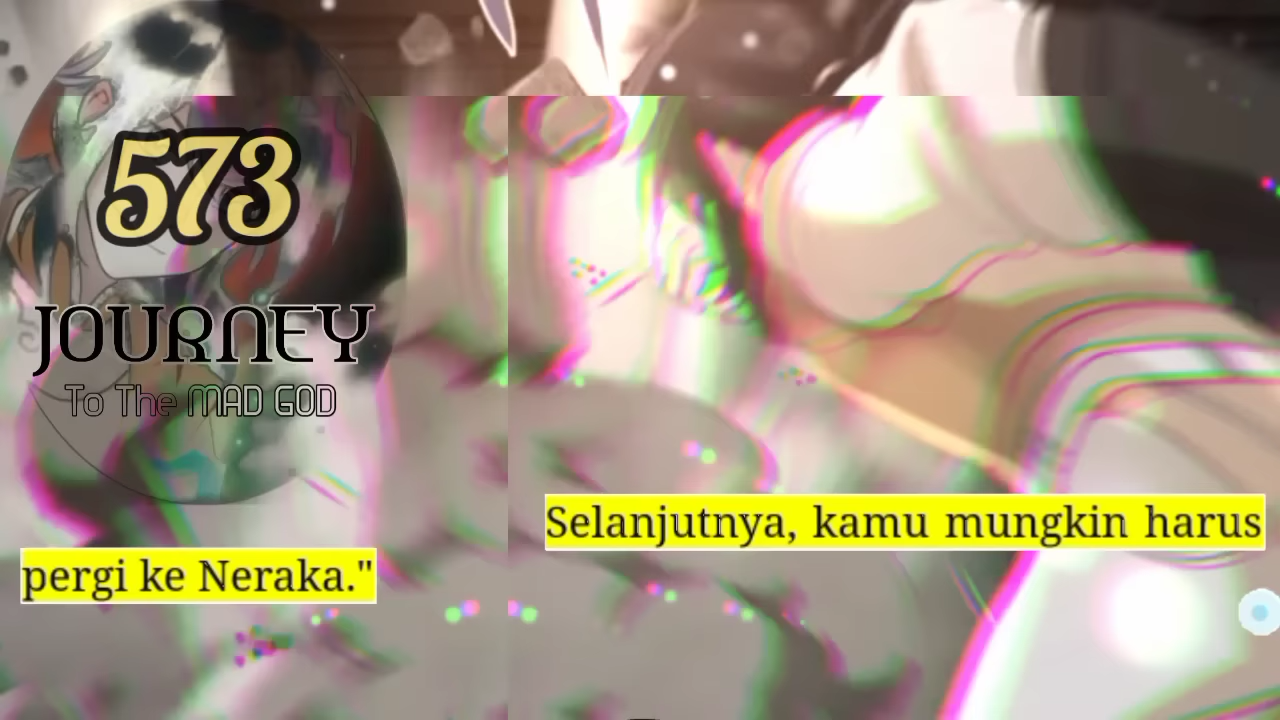 573
JOURNEY
To The MAD GOD
Selanjutnya, kamu mungkin harus
pergi ke Neraka."